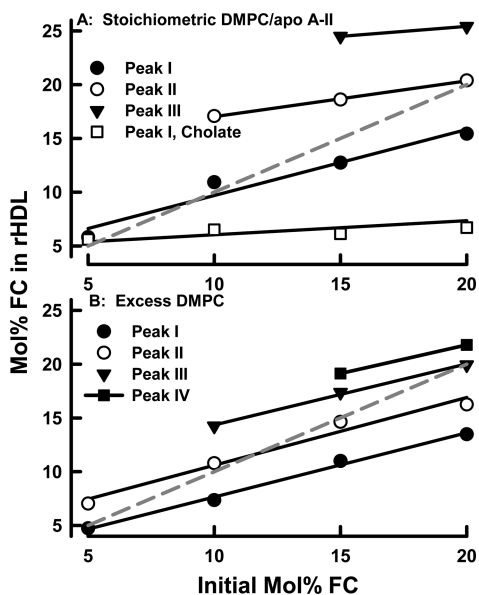 A: Stoichiometric DMPC/apo A-II
Peak I
Peak II
Peak III
Peak I, Cholate
25
20
15
10
5
5 10 15 20
Mol% FC in rHDL
B: Excess DMPC
Peak I
Peak II
Peak III
Peak IV
25
20
15
10
5
5 10 15 20
Initial Mol% FC